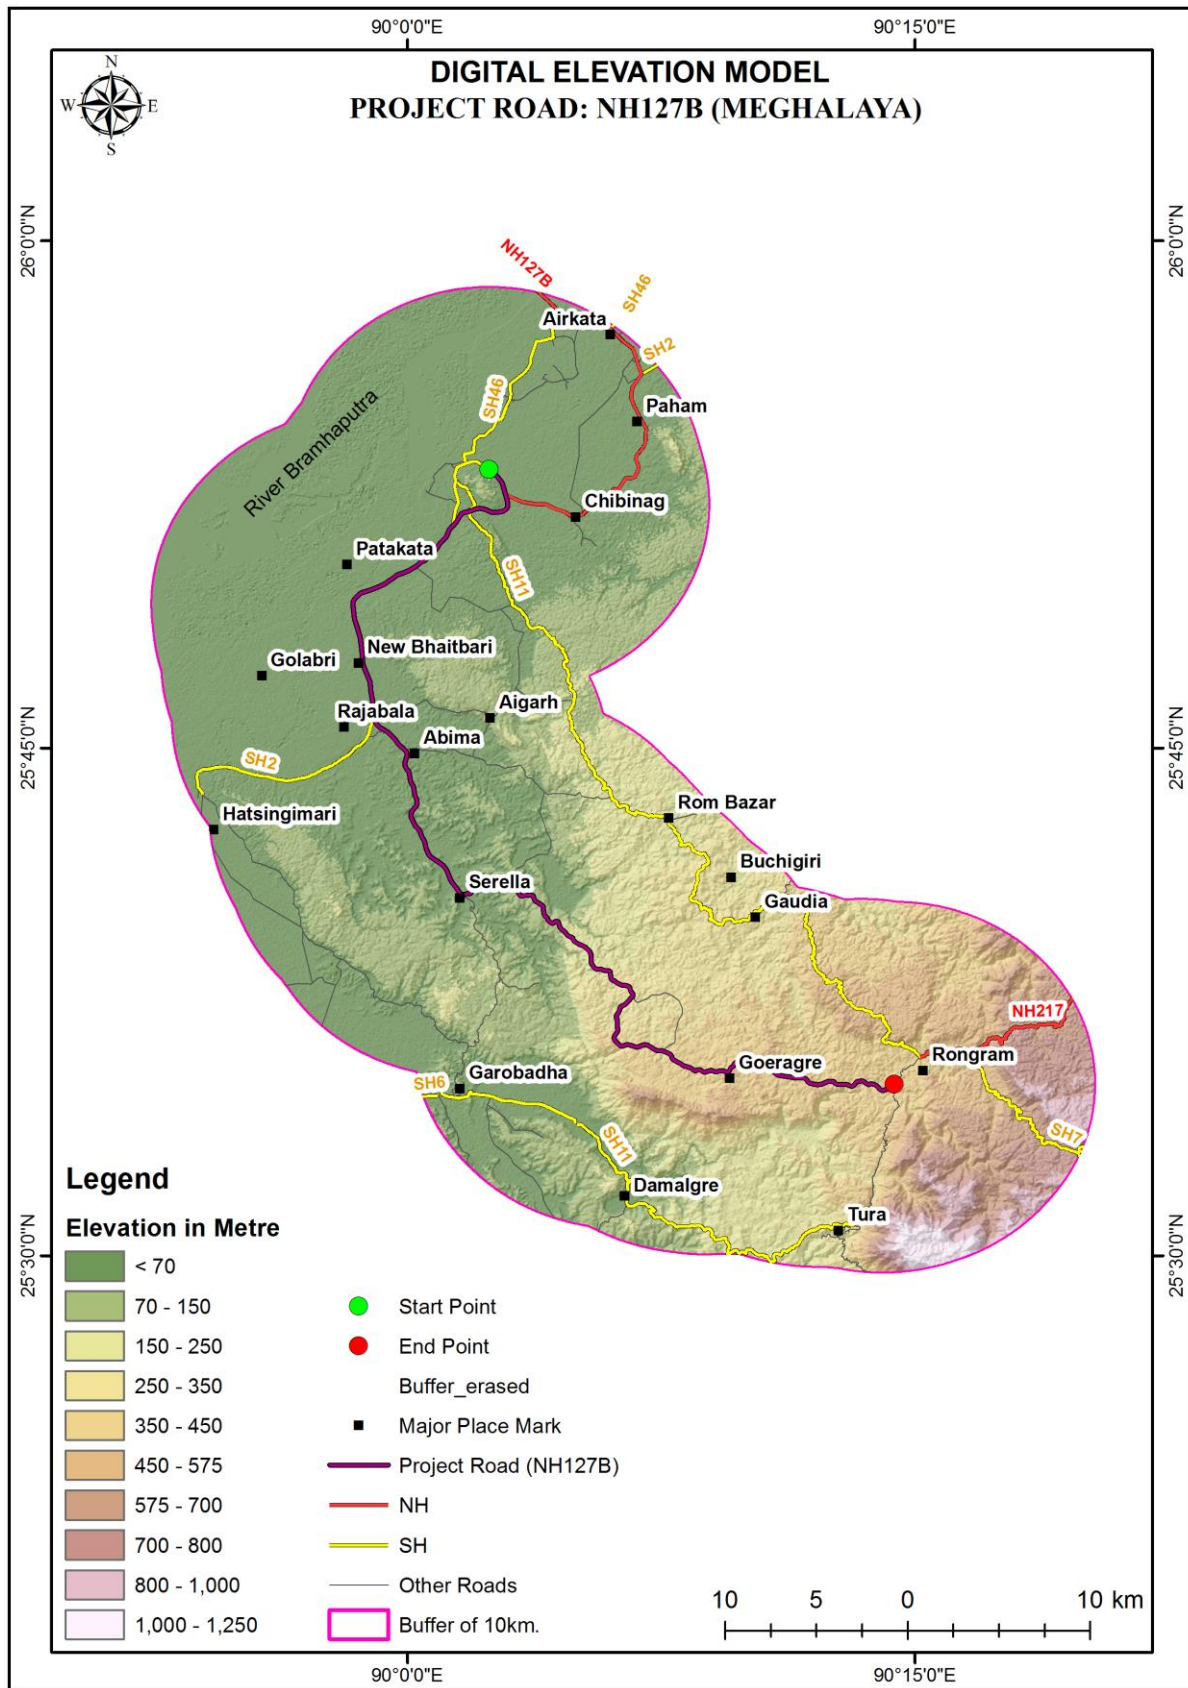 90°0'0"E
90°15'0"E
N
W
E
S
DIGITAL ELEVATION MODEL
PROJECT ROAD: NH127B (MEGHALAYA)
26°0'0"N
26°0'0"N
NH127B
SH46
Airkata
SH2
SH46
Paham
River Bramhaputra
Chibinag
Patakata
SH11
New Bhaitbari
Golabri
Aigarh
Rajabala
Abima
25°45'0"N
25°45'0"N
SH2
Rom Bazar
Hatsingimari
Buchigiri
Serella
Gaudia
NH217
Rongram
Goeragre
Garobadha
SH6
SH11
SH7
Damalgre
Tura
25°30'0"N
25°30'0"N
Legend
Elevation in Metre
< 70
70 - 150
150 - 250
250 - 350
350 - 450
450 - 575
575 - 700
700 - 800
800 - 1,000
1,000 - 1,250
Start Point
End Point
Buffer_erased
Major Place Mark
Project Road (NH127B)
NH
SH
Other Roads
Buffer of 10km.
10 5 0 10 km
90°0'0"E
90°15'0"E